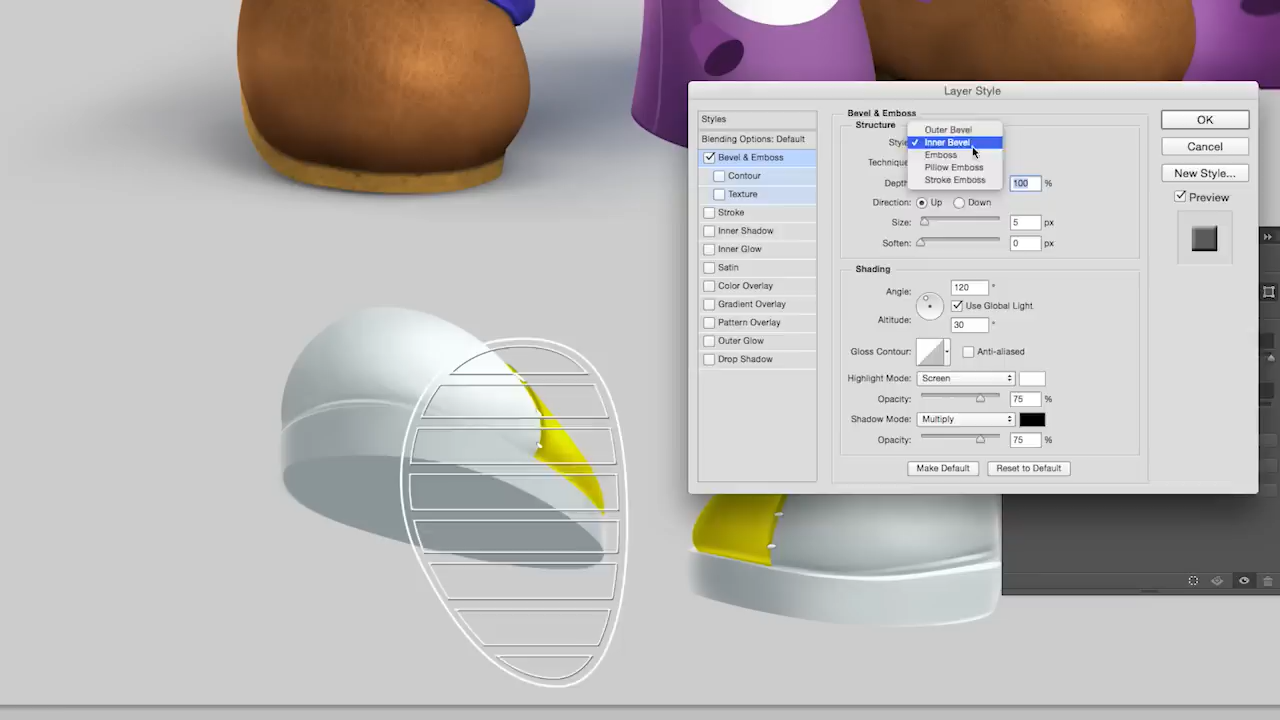 Layer Style
Styles
Blending Options: Default
Bevel & Emboss
Contour
Texture
Stroke
Inner Shadow
Inner Glow
Satin
Color Overlay
Gradient Overlay
Pattern Overlay
Outer Glow
Drop Shadow
Bevel & Emboss
Structure
Style
Outer Bevel
Inner Bevel
Emboss
Pillow Emboss
Stroke Emboss
Technique
Depth
100 %
Direction: Up Down
Size: 5 px
Soften: 0 px
Shading
Angle: 120 °
Use Global Light
Altitude: 30 °
Gloss Contour: Anti-aliased
Highlight Mode: Screen
Opacity: 75 %
Shadow Mode: Multiply
Opacity: 75 %
Make Default Reset to Default
OK
Cancel
New Style...
Preview